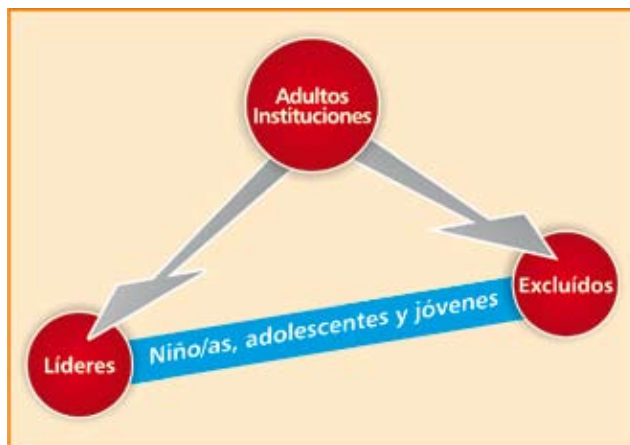 Adultos
Instituciones
Excluídos
Niño/as, adolescentes y jóvenes
Líderes